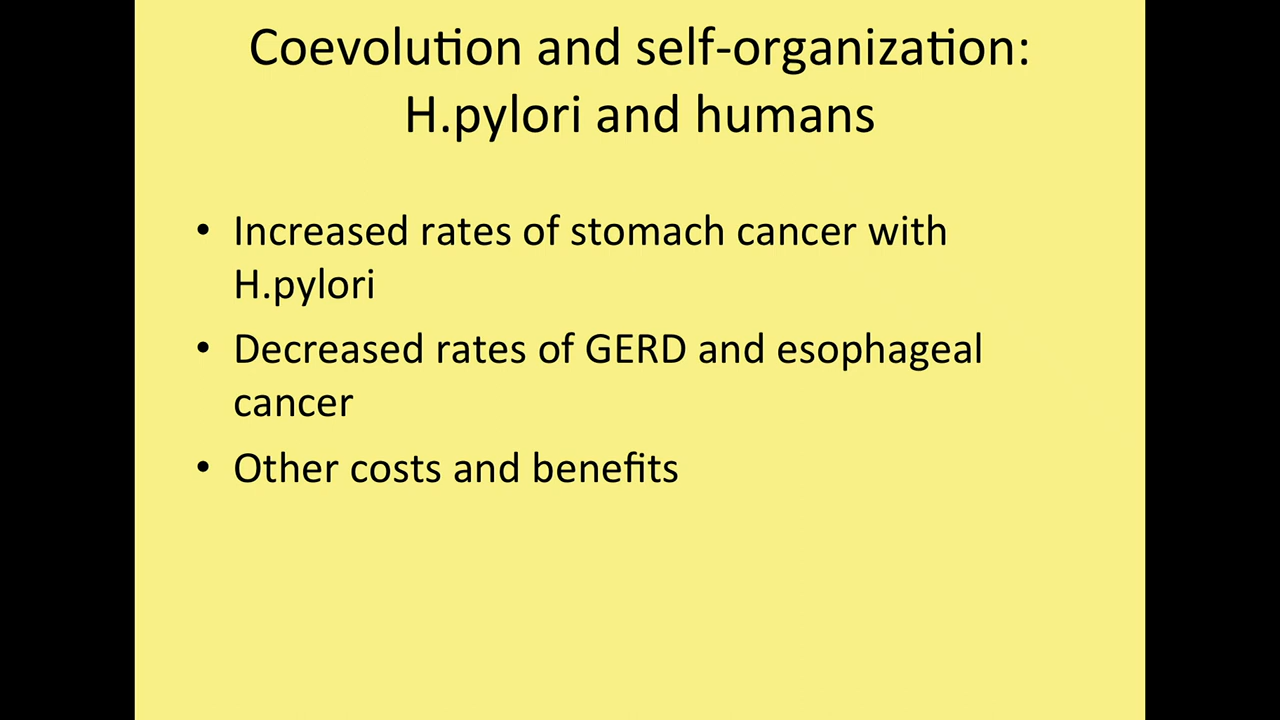 Coevolution and self-organization:
H.pylori and humans
• Increased rates of stomach cancer with
H.pylori
• Decreased rates of GERD and esophageal
cancer
• Other costs and benefits